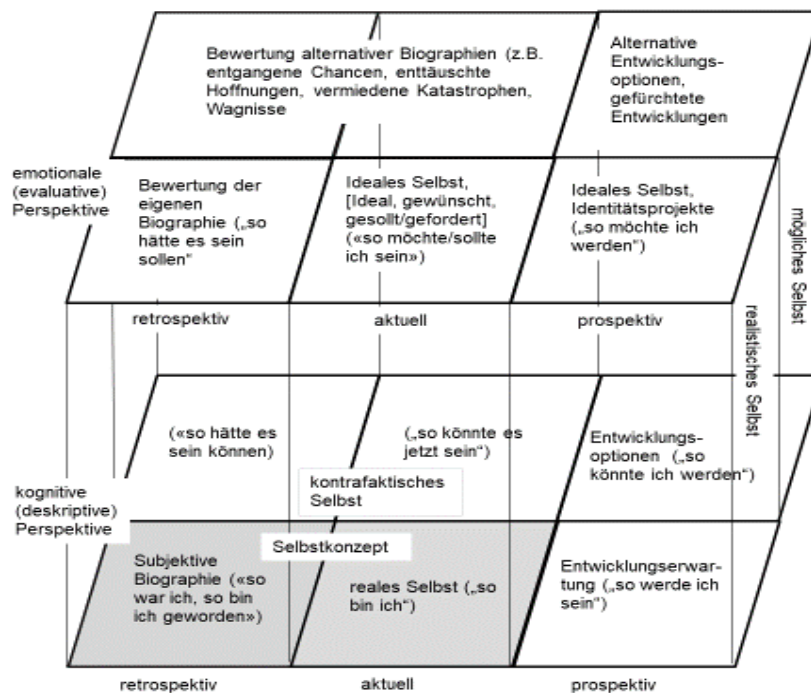 Bewertung alternativer Biographien (z.B.
entgangene Chancen, enttäuschte
Hoffnungen, vermiedene Katastrophen,
Wagnisse
Alternative
Entwicklungs-
optionen,
gefürchtete
Entwicklungen
emotionale
(evaluative)
Perspektive
Bewertung der
eigenen
Biographie („so
hätte es sein
sollen“
Ideales Selbst,
[Ideal, gewünscht,
gesollt/gefordert]
(«so möchte/sollte
ich sein»)
Ideales Selbst,
Identitätsprojekte
(„so möchte ich
werden“)
mögliches Selbst
realistisches Selbst
retrospektiv
aktuell
prospektiv
(«so hätte es
sein können)
(„so könnte es
jetzt sein“)
Entwicklungs-
optionen („so
könnte ich werden“)
kontrafaktisches
Selbst
kognitive
(deskriptive)
Perspektive
Selbstkonzept
Subjektive
Biographie («so
war ich, so bin
ich geworden»)
reales Selbst („so
bin ich“)
Entwicklungserwar-
tung („so werde ich
sein“)
retrospektiv
aktuell
prospektiv